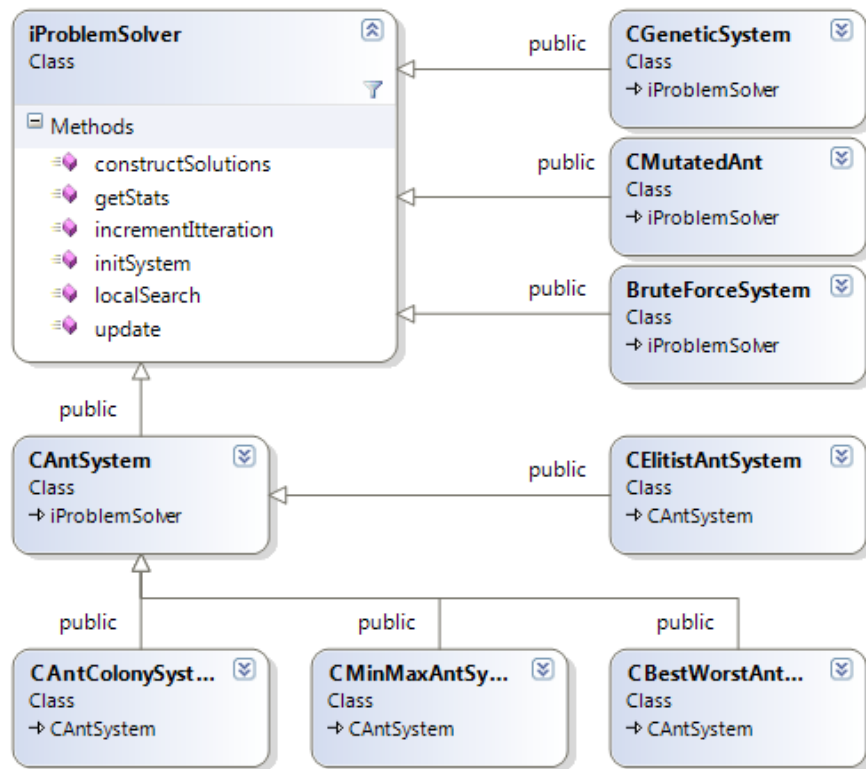 iProblemSolver
Class
Methods
constructSolutions
getStats
incrementItteration
initSystem
localSearch
update
public
CGeneticSystem
Class
iProblemSolver
public
CMutatedAnt
Class
iProblemSolver
public
BruteForceSystem
Class
iProblemSolver
public
CAntSystem
Class
iProblemSolver
public
CElitistAntSystem
Class
CAntSystem
public
public
public
CAntColonySyst...
Class
CAntSystem
CMinMaxAntSy...
Class
CAntSystem
CBestWorstAnt...
Class
CAntSystem